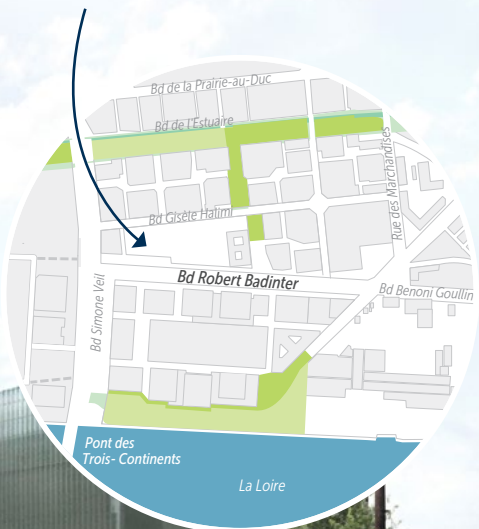 Bd de la Prairie-au-Duc
Bd de l'Estuaire
Rue des Marchandises
Bd Gisèle Halimi
Bd Robert Badinter
Bd Benoni Goullin
Bd Simone Veil
Pont des
Trois- Continents
La Loire